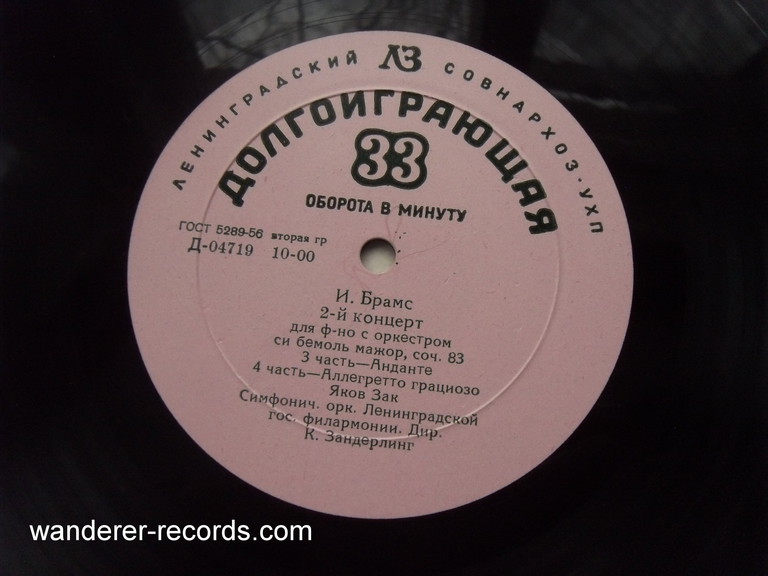 ЛЕНИНГРАДСКИЙ ЛЗ СОВНАРХОЗ·УХП
ДОЛГОИГРАЮЩАЯ
33
ОБОРОТА В МИНУТУ
ГОСТ 5289-56 вторая гр
Д-04719 10-00
И. Брамс
2-й концерт
для ф-но с оркестром
си бемоль мажор, соч. 83
3 часть—Анданте
4 часть—Аллегретто грациозо
Яков Зак
Симфонич. орк. Ленинградской
гос. филармонии. Дир.
К. Зандерлинг
wanderer-records.com